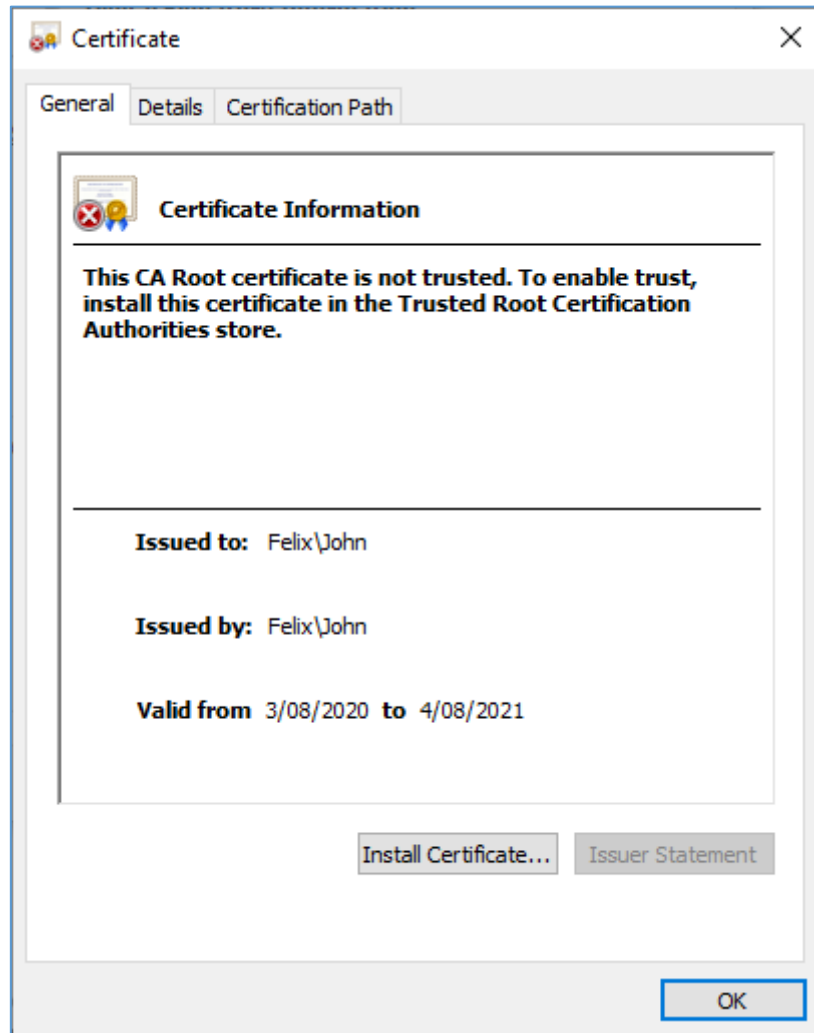 Certificate
General Details Certification Path
Certificate Information
This CA Root certificate is not trusted. To enable trust,
install this certificate in the Trusted Root Certification
Authorities store.
Issued to: Felix\John
Issued by: Felix\John
Valid from 3/08/2020 to 4/08/2021
Install Certificate... Issuer Statement
OK